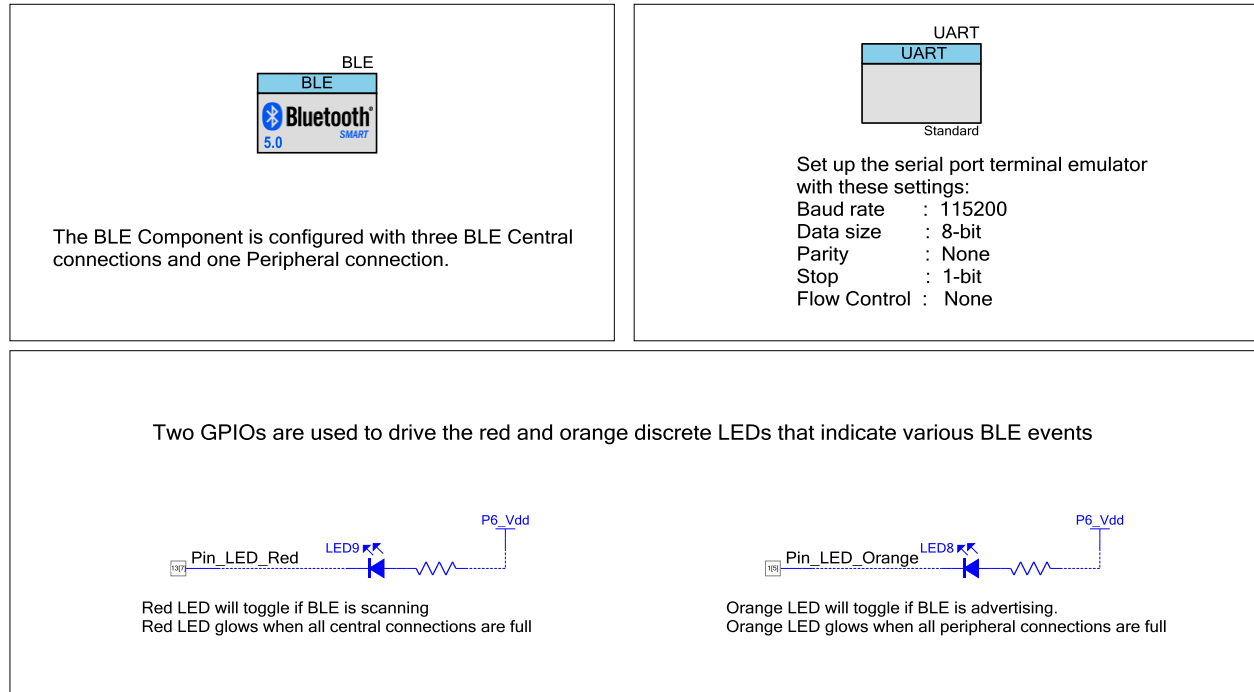 BLE
BLE
Bluetooth®
SMART
5.0
The BLE Component is configured with three BLE Central
connections and one Peripheral connection.
UART
UART
Standard
Set up the serial port terminal emulator
with these settings:
Baud rate : 115200
Data size : 8-bit
Parity : None
Stop : 1-bit
Flow Control : None
Two GPIOs are used to drive the red and orange discrete LEDs that indicate various BLE events
P6_Vdd
LED9
13[7] Pin_LED_Red
Red LED will toggle if BLE is scanning
Red LED glows when all central connections are full
P6_Vdd
LED8
1[5] Pin_LED_Orange
Orange LED will toggle if BLE is advertising.
Orange LED glows when all peripheral connections are full